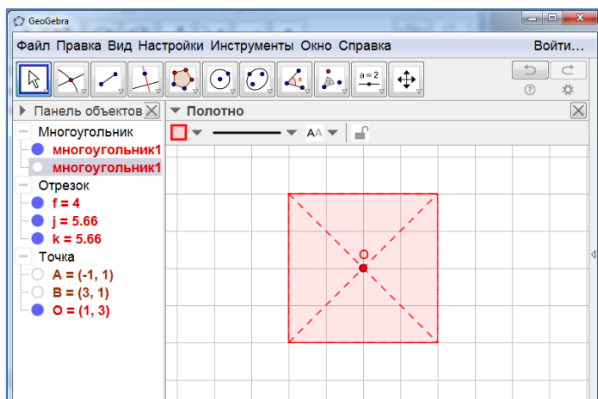 GeoGebra
Файл Правка Вид Настройки Инструменты Окно Справка Войти...
a=2
Панель объектов
Полотно
AA
Многоугольник
многоугольник1
многоугольник1
Отрезок
f = 4
j = 5.66
k = 5.66
Точка
A = (-1, 1)
B = (3, 1)
O = (1, 3)
O